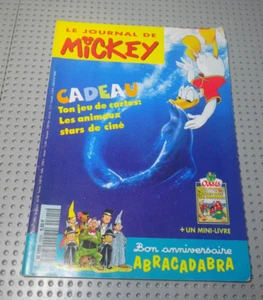 LE JOURNAL DE
MICKEY
CADEAU
Ton jeu de cartes:
Les animaux
stars de ciné
+ UN MINI-LIVRE
Bon anniversaire
ABRACADABRA